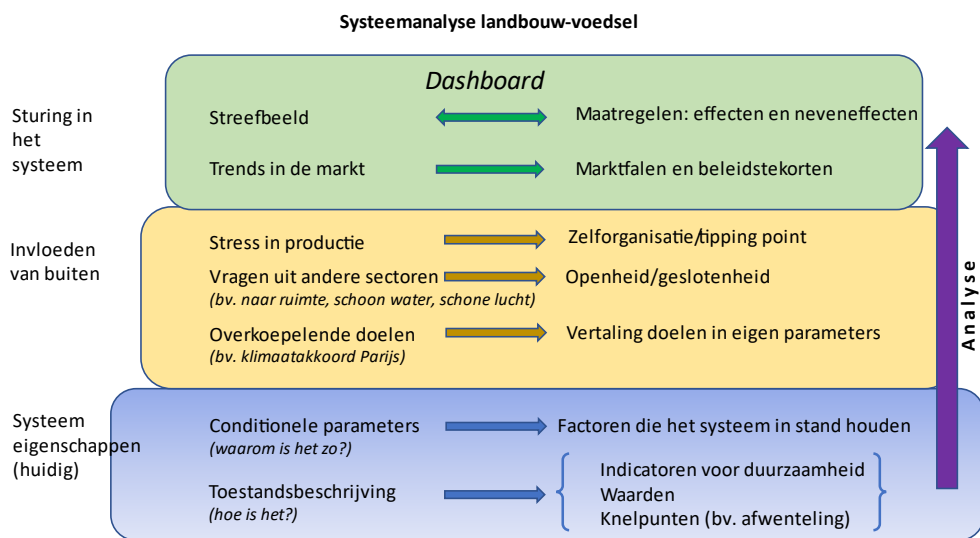 Systeemanalyse landbouw-voedsel
Dashboard
Sturing in
het
systeem
Streefbeeld
Maatregelen: effecten en neveneffecten
Trends in de markt
Marktfalen en beleidstekorten
Invloeden
van buiten
Stress in productie
Zelforganisatie/tipping point
Vragen uit andere sectoren
(bv. naar ruimte, schoon water, schone lucht)
Openheid/geslotenheid
Overkoepelende doelen
(bv. klimaatakkoord Parijs)
Vertaling doelen in eigen parameters
Systeem
eigenschappen
(huidig)
Conditionele parameters
(waarom is het zo?)
Factoren die het systeem in stand houden
Toestandsbeschrijving
(hoe is het?)
Indicatoren voor duurzaamheid
Waarden
Knelpunten (bv. afwenteling)
Analyse